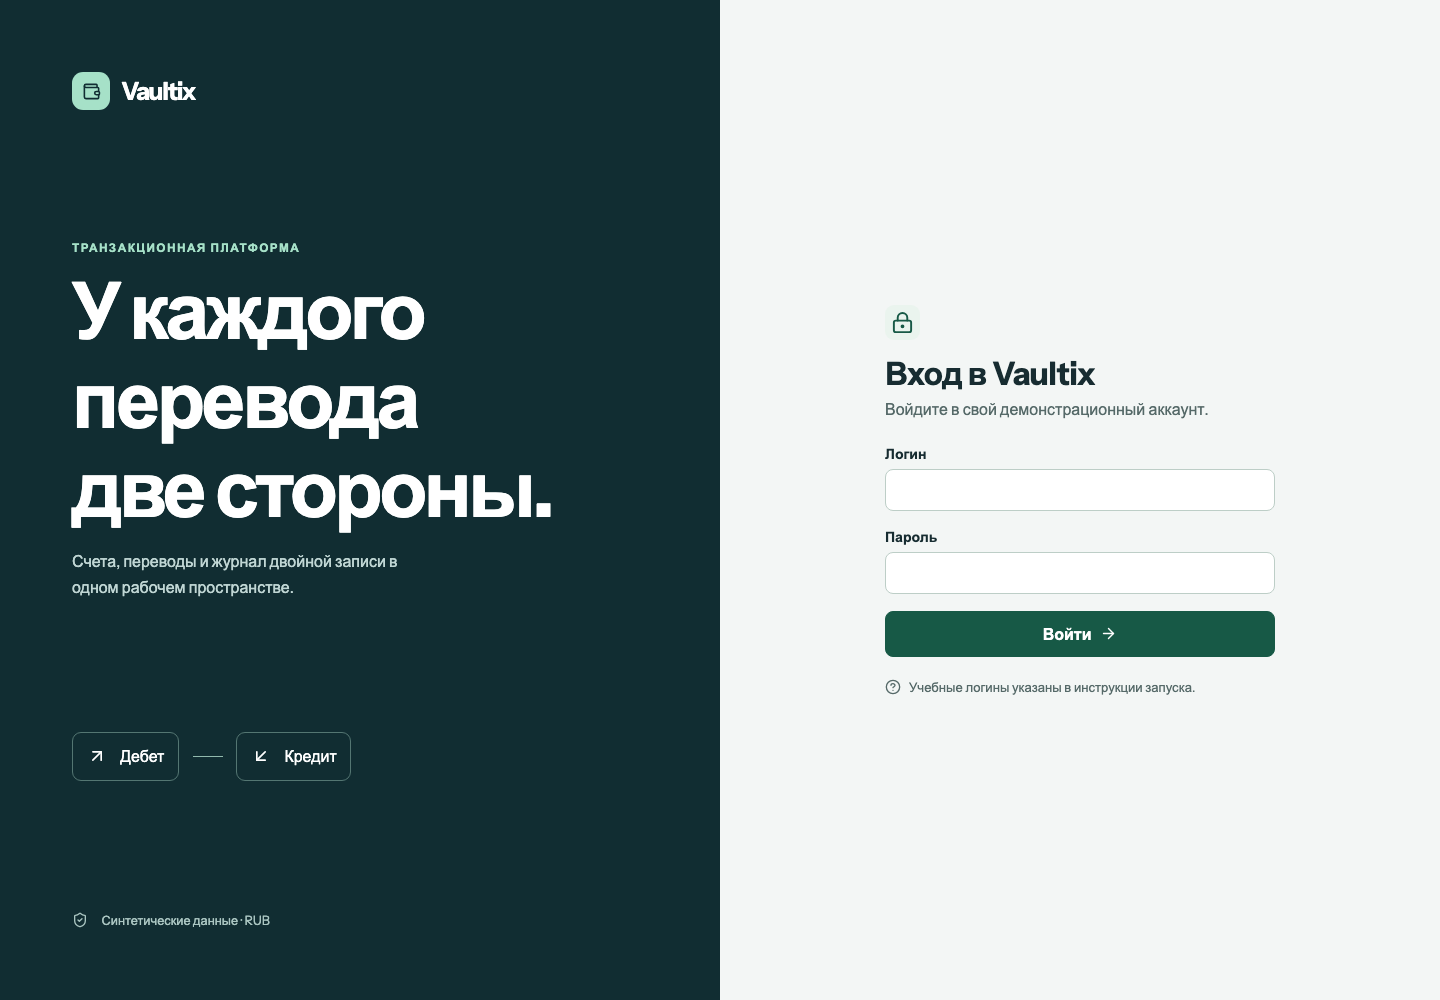 Vaultix
ТРАНЗАКЦИОННАЯ ПЛАТФОРМА
У каждого
перевода
две стороны.
Счета, переводы и журнал двойной записи в
одном рабочем пространстве.
Дебет
Кредит
Синтетические данные · RUB
Вход в Vaultix
Войдите в свой демонстрационный аккаунт.
Логин
Пароль
Войти
Учебные логины указаны в инструкции запуска.